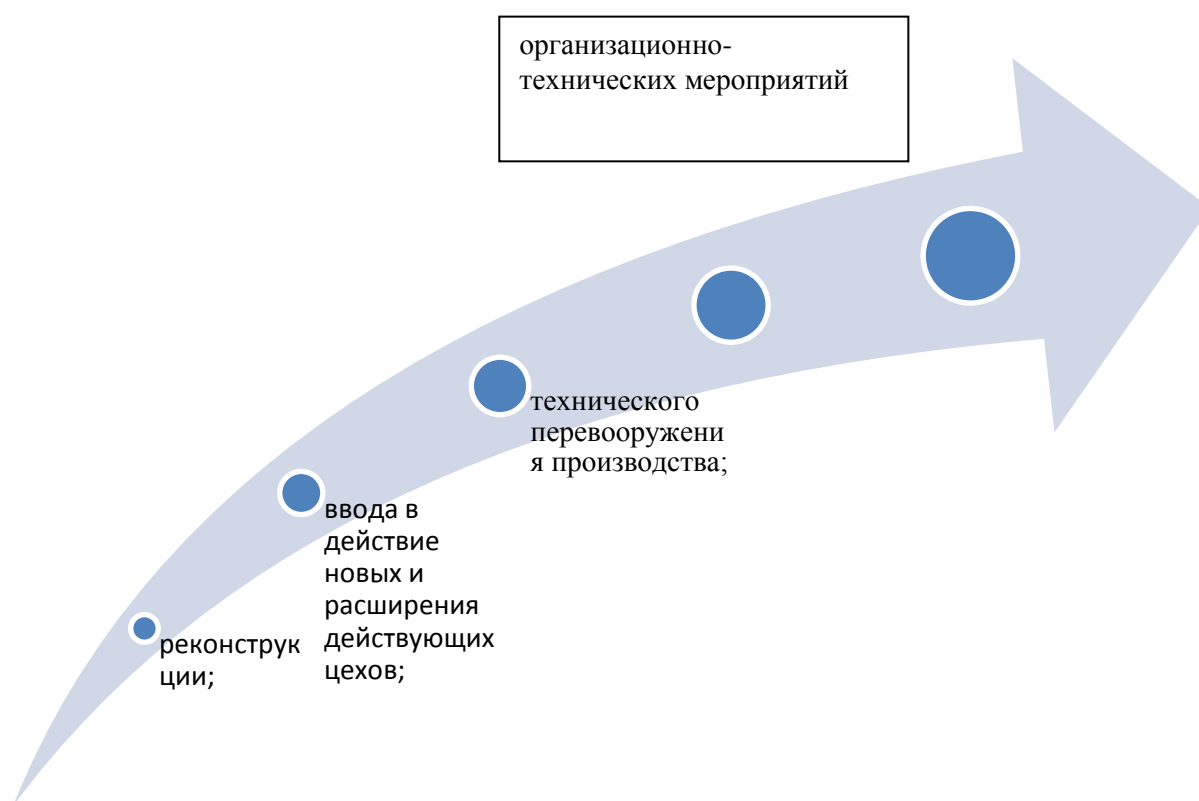 организационно-
технических мероприятий
технического
перевооружени
я производства;
ввода в
действие
новых и
расширения
действующих
цехов;
реконструк
ции;